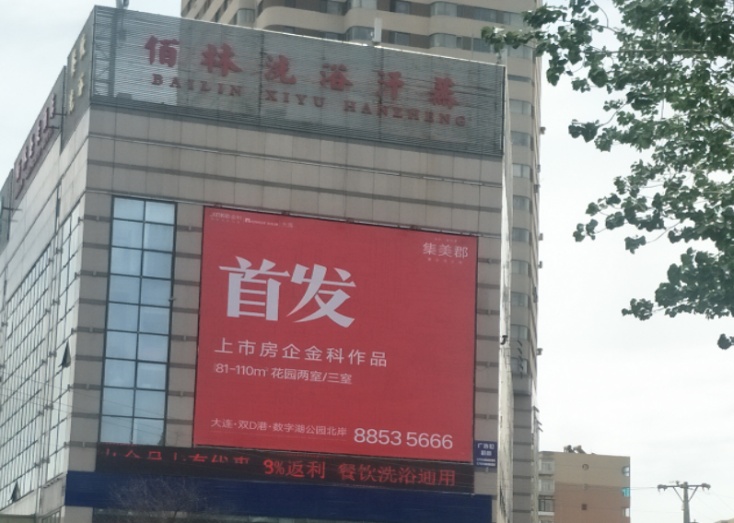 佰林洗浴汗蒸
BAILIN XIYU HANZHENG
集美郡
首发
上市房企金科作品
81-110㎡ 花园两室/三室
大连·双D港·数字湖公园北岸 8853 5666
9%返利 餐饮洗浴通用